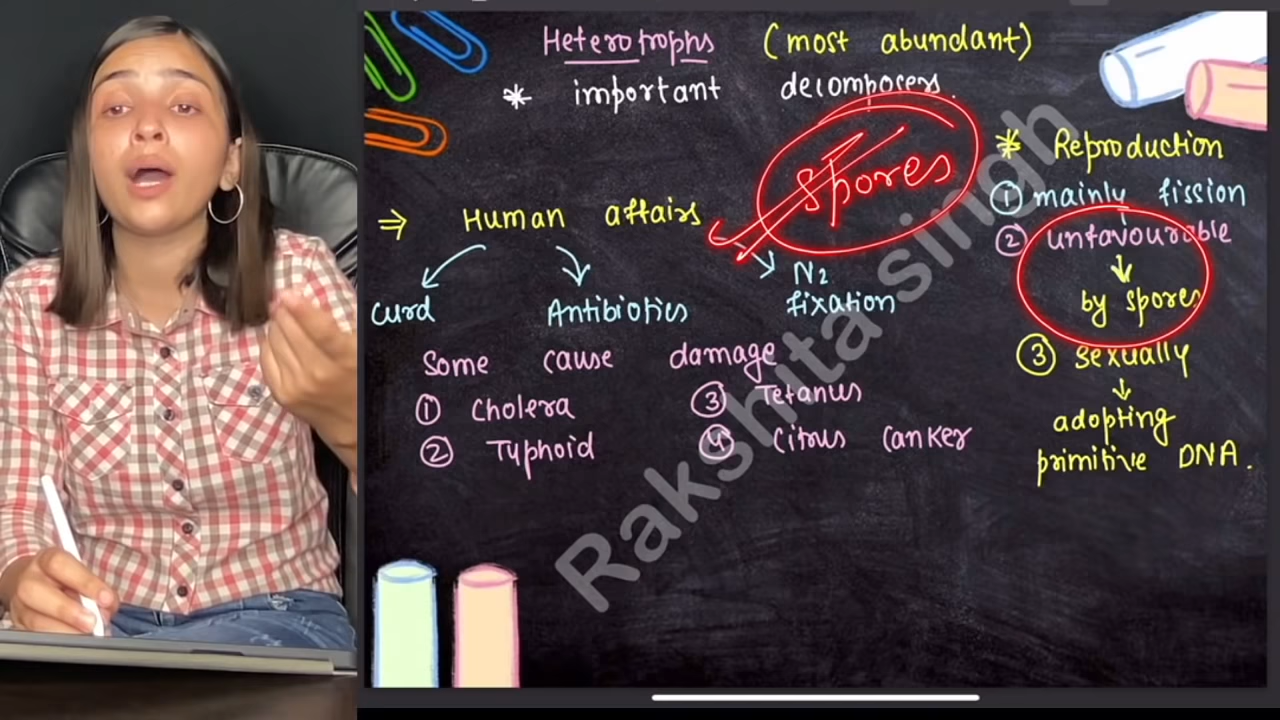 Heterotrophs (most abundant)
* important decomposers.
spores
⇒ Human affairs
Curd
Antibiotics
N2
fixation
Some cause damage
① Cholera
② Typhoid
③ Tetanus
④ Citrus Canker
* Reproduction
① mainly fission
② unfavourable
↓
by spores
③ sexually
↓
adopting
primitive DNA.
Rakshita singh